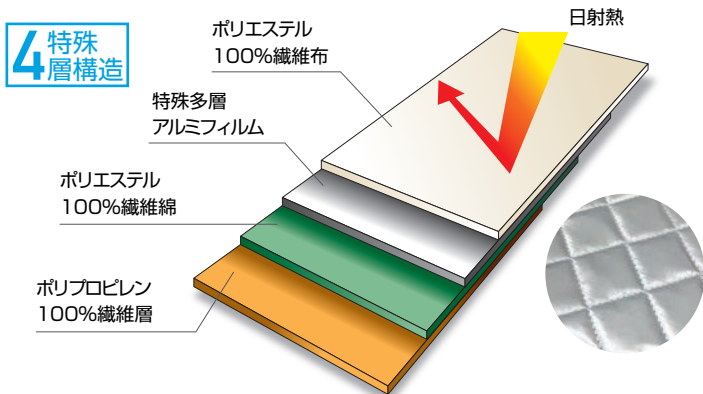 4特殊
層構造
日射熱
ポリエステル
100%繊維布
特殊多層
アルミフィルム
ポリエステル
100%繊維綿
ポリプロピレン
100%繊維層